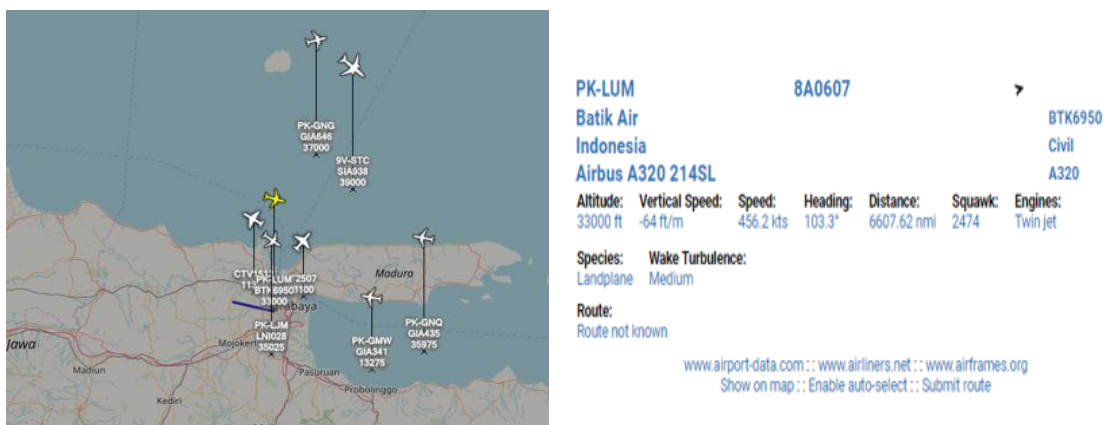 PK-GNG
GIA646
37000
9V-STC
SIA938
39000
PK-LUM
BTK6950
33000
Madura
PK-LJM
LNI028
35025
PK-GMW
GIA341
13275
PK-GNQ
GIA435
35975
Jawa
Madiun
Pasuruan
Probolinggo
Kediri
PK-LUM 8A0607
Batik Air BTK6950
Indonesia Civil
Airbus A320 214SL A320
Altitude: Vertical Speed: Speed: Heading: Distance: Squawk: Engines:
33000 ft -64 ft/m 456.2 kts 103.3° 6607.62 nmi 2474 Twin jet
Species: Wake Turbulence:
Landplane Medium
Route:
Route not known
www.airport-data.com :: www.airliners.net :: www.airframes.org
Show on map :: Enable auto-select :: Submit route